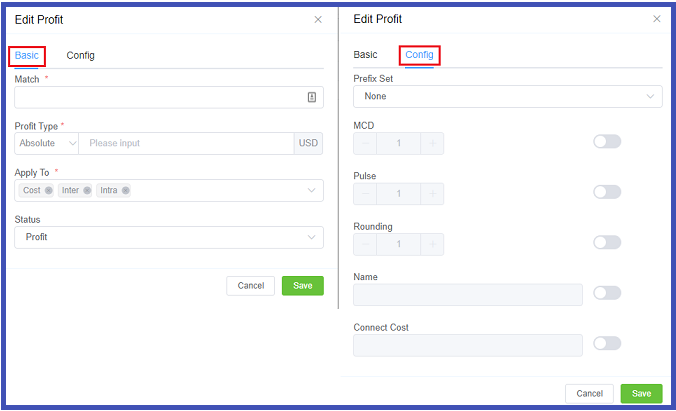 Edit Profit
Basic Config
Match *
Profit Type *
Absolute Please input USD
Apply To *
Cost Inter Intra
Status
Profit
Cancel Save
Edit Profit
Basic Config
Prefix Set
None
MCD
- 1 +
Pulse
- 1 +
Rounding
- 1 +
Name
Connect Cost
Cancel Save